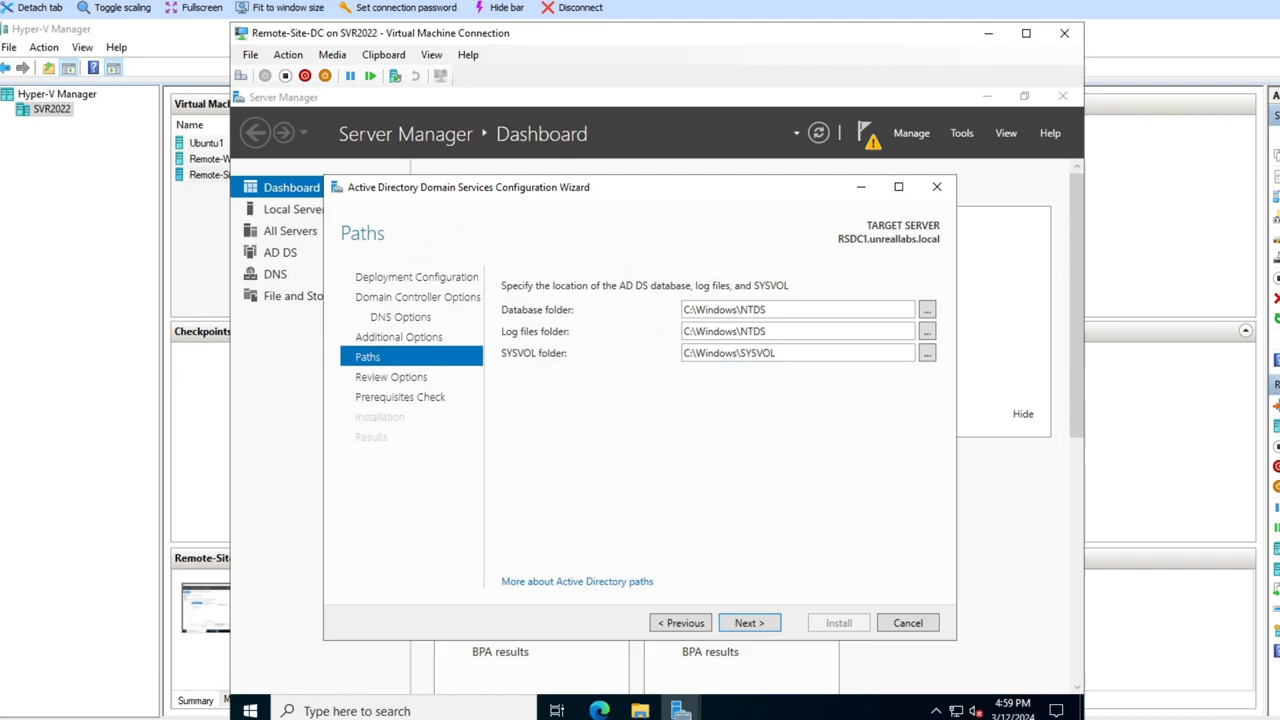 Detach tab Toggle scaling Fullscreen Fit to window size Set connection password Hide bar Disconnect
Hyper-V Manager
File Action View Help
Hyper-V Manager
SVR2022
Name
Ubuntu1
Checkpoints
Summary
Remote-Site-DC on SVR2022 - Virtual Machine Connection
File Action Media Clipboard View Help
Server Manager
Server Manager Dashboard
Manage Tools View Help
Dashboard
Local Server
All Servers
AD DS
DNS
File and Sto
Active Directory Domain Services Configuration Wizard
Paths
TARGET SERVER
RSDC1.unreallabs.local
Deployment Configuration
Domain Controller Options
DNS Options
Additional Options
Paths
Review Options
Prerequisites Check
Installation
Results
Specify the location of the AD DS database, log files, and SYSVOL
Database folder: C:\Windows\NTDS ...
Log files folder: C:\Windows\NTDS ...
SYSVOL folder: C:\Windows\SYSVOL ...
More about Active Directory paths
< Previous Next > Install Cancel
Hide
BPA results BPA results
Type here to search
4:59 PM
3/12/2024